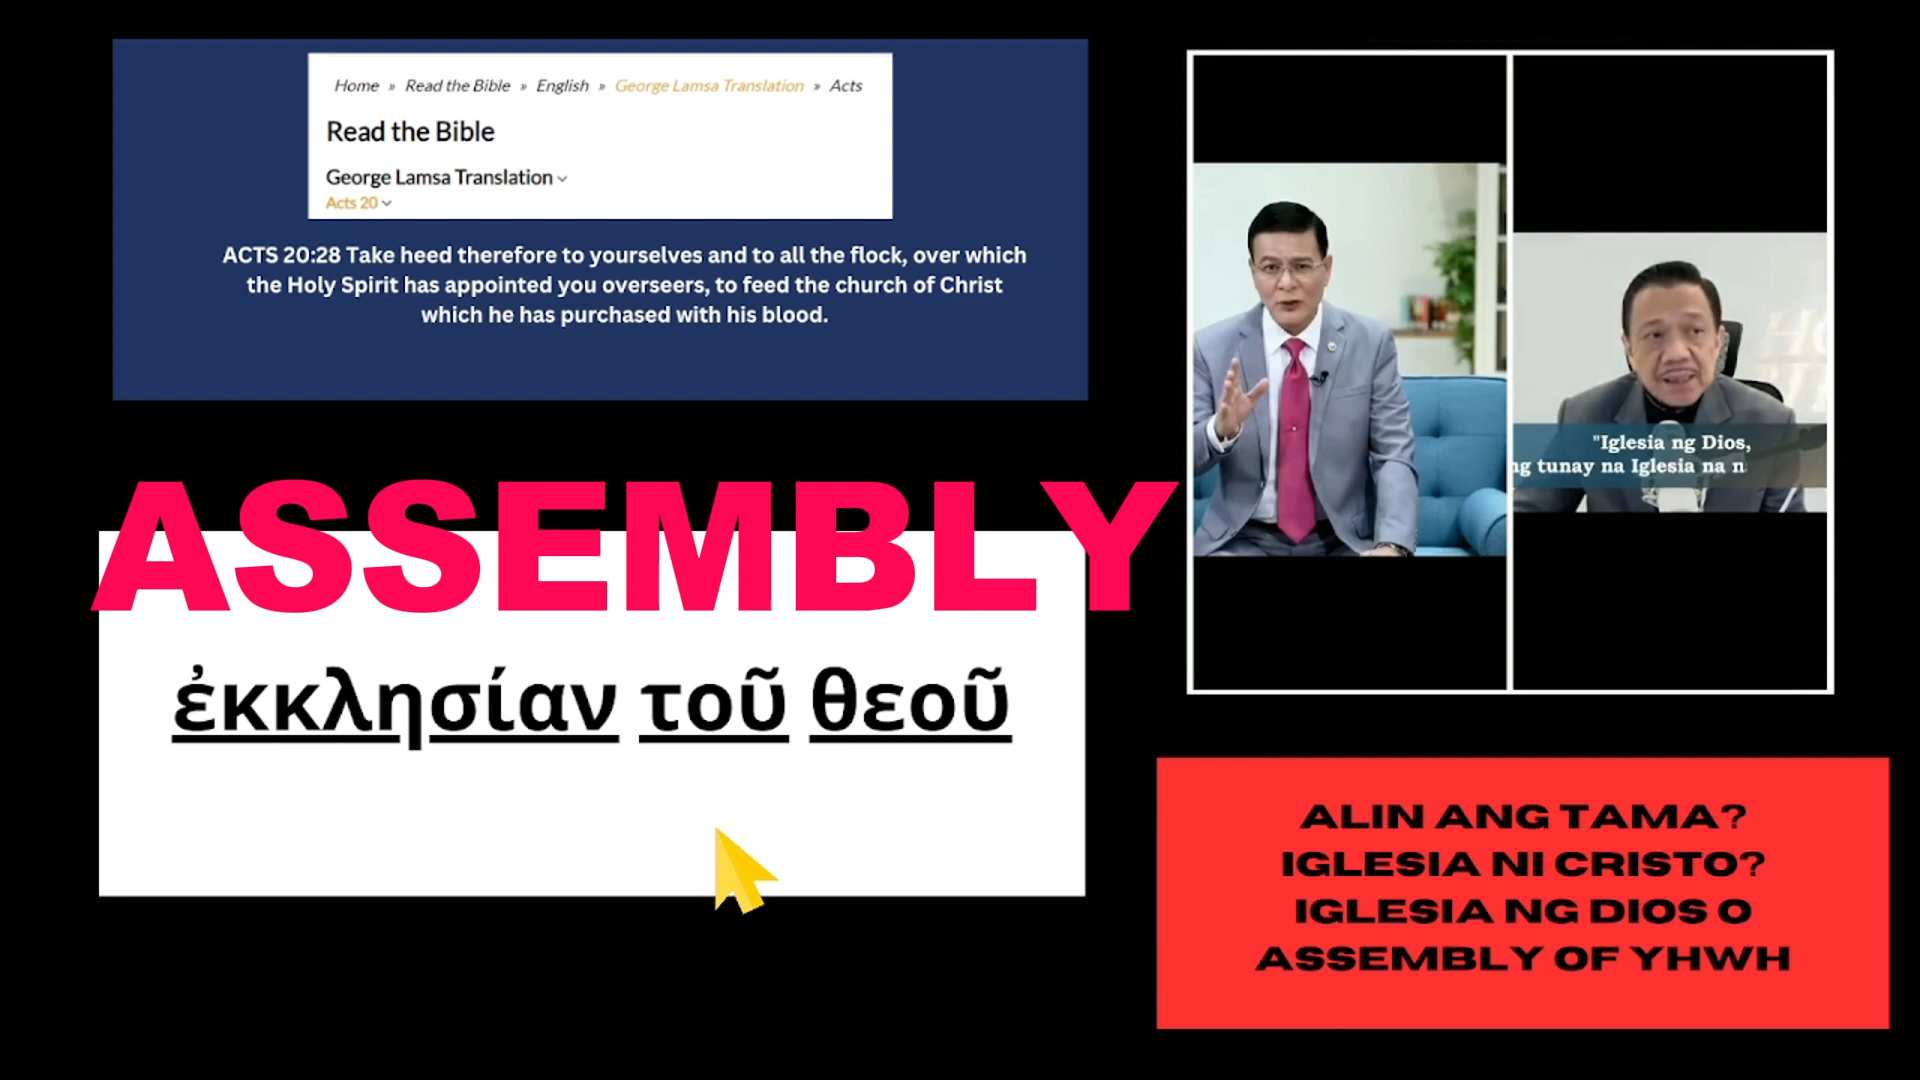 Home » Read the Bible » English » George Lamsa Translation » Acts
Read the Bible
George Lamsa Translation
Acts 20
ACTS 20:28 Take heed therefore to yourselves and to all the flock, over which
the Holy Spirit has appointed you overseers, to feed the church of Christ
which he has purchased with his blood.
ASSEMBLY
ἐκκλησίαν τοῦ θεοῦ
"Iglesia ng Dios,
ng tunay na Iglesia na n
ALIN ANG TAMA?
IGLESIA NI CRISTO?
IGLESIA NG DIOS O
ASSEMBLY OF YHWH